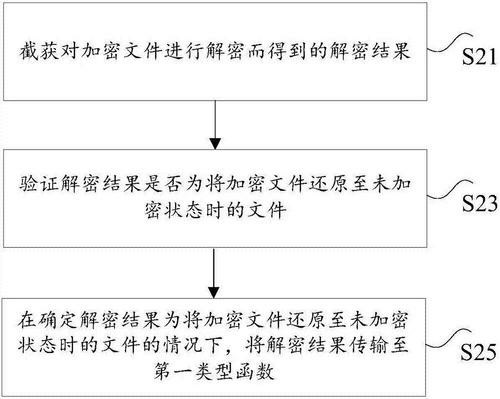 截获对加密文件进行解密而得到的解密结果
S21
验证解密结果是否为将加密文件还原至未加
密状态时的文件
S23
在确定解密结果为将加密文件还原至未加密
状态时的文件的情况下，将解密结果传输至
第一类型函数
S25